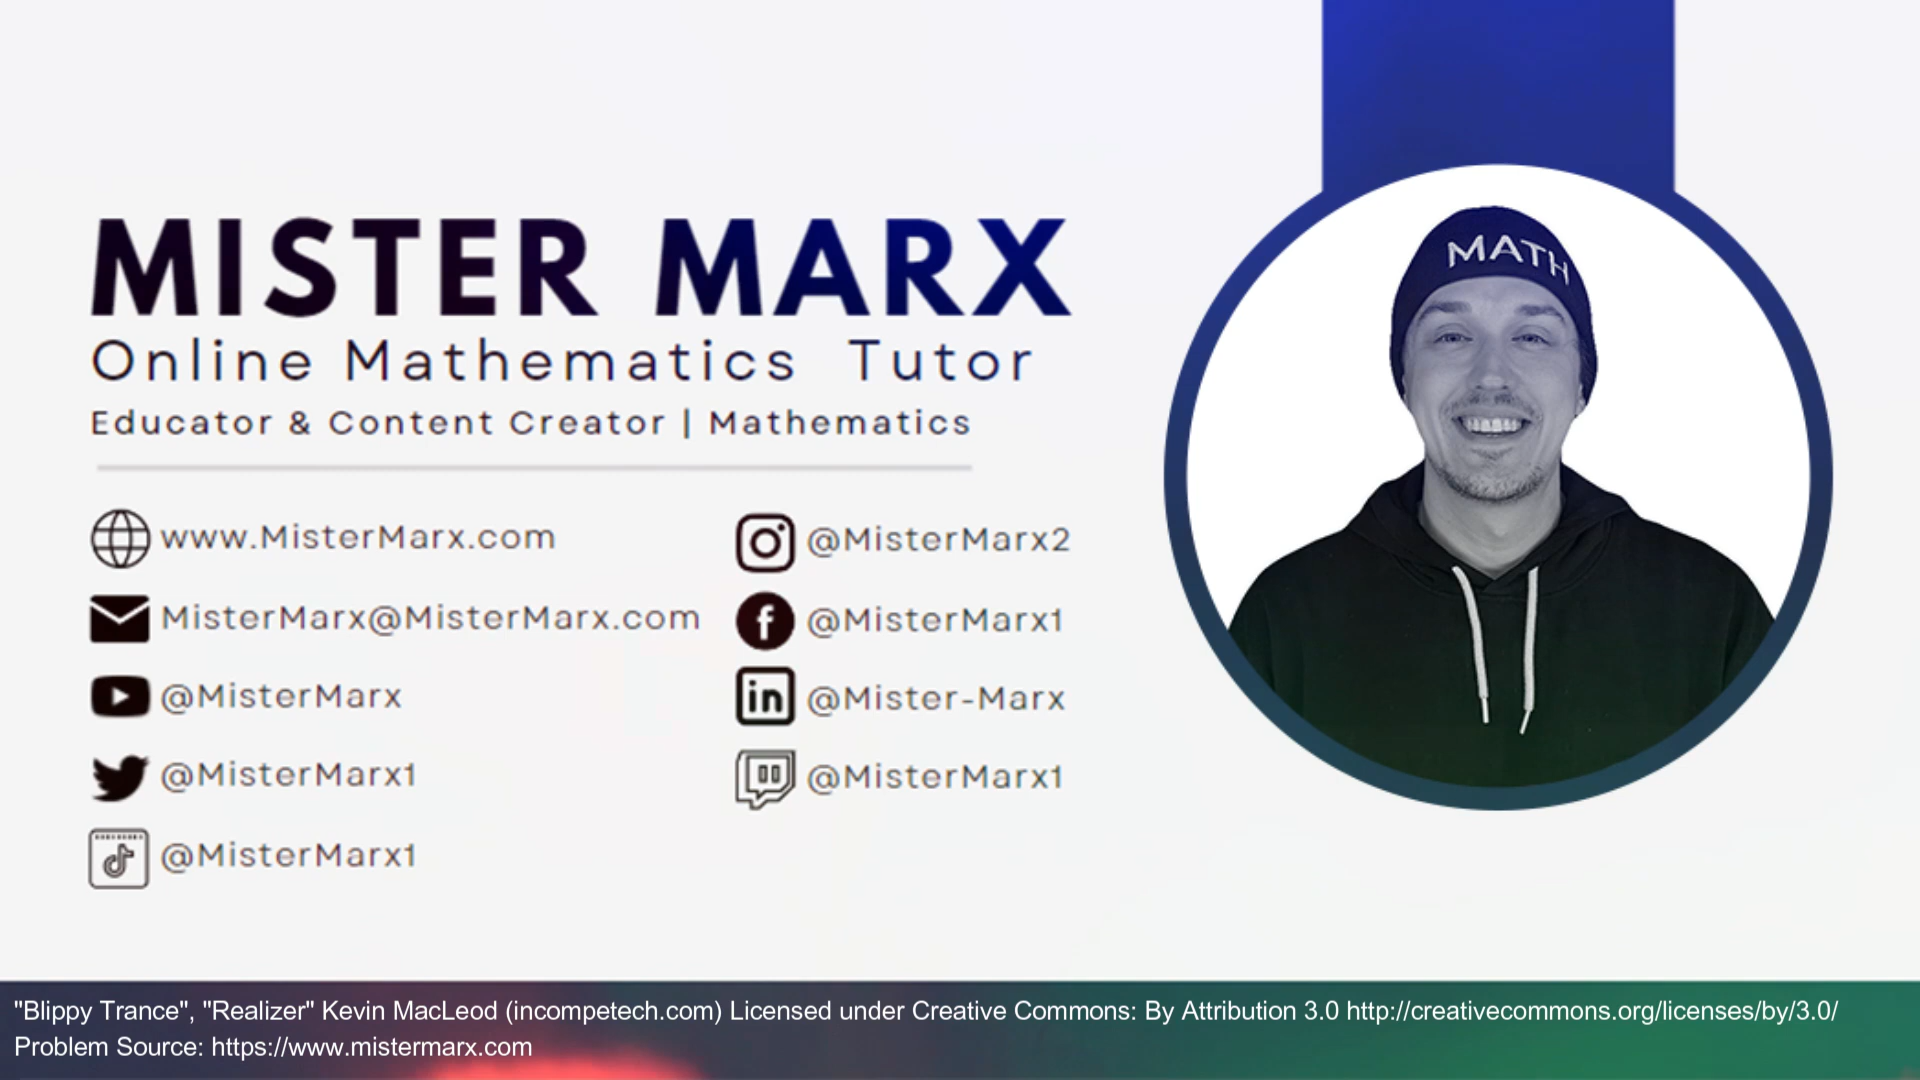 MATH
MISTER MARX
Online Mathematics Tutor
Educator & Content Creator | Mathematics
www.MisterMarx.com
MisterMarx@MisterMarx.com
@MisterMarx
@MisterMarx1
@MisterMarx1
@MisterMarx2
f @MisterMarx1
in @Mister-Marx
@MisterMarx1
"Blippy Trance", "Realizer" Kevin MacLeod (incompetech.com) Licensed under Creative Commons: By Attribution 3.0 http://creativecommons.org/licenses/by/3.0/
Problem Source: https://www.mistermarx.com